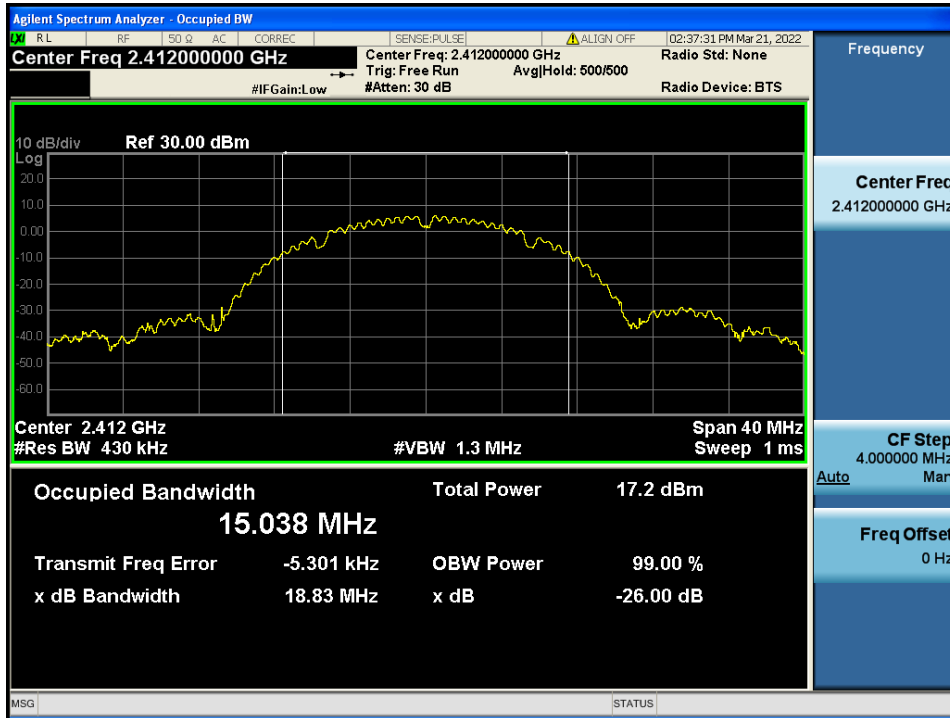 Agilent Spectrum Analyzer - Occupied BW
LXI RL RF 50 Ω AC CORREC SENSE:PULSE ALIGN OFF 02:37:31 PM Mar 21, 2022
Center Freq 2.412000000 GHz
Center Freq: 2.412000000 GHz
Radio Std: None
Trig: Free Run Avg|Hold: 500/500
#IFGain:Low
#Atten: 30 dB
Radio Device: BTS
Frequency
10 dB/div Ref 30.00 dBm
Log
20.0
10.0
0.00
-10.0
-20.0
-30.0
-40.0
-50.0
-60.0
Center 2.412 GHz Span 40 MHz
#Res BW 430 kHz #VBW 1.3 MHz Sweep 1 ms
Center Freq
2.412000000 GHz
CF Step
4.000000 MHz
Auto Man
Freq Offset
0 Hz
Occupied Bandwidth Total Power 17.2 dBm
15.038 MHz
Transmit Freq Error -5.301 kHz OBW Power 99.00 %
x dB Bandwidth 18.83 MHz x dB -26.00 dB
MSG STATUS